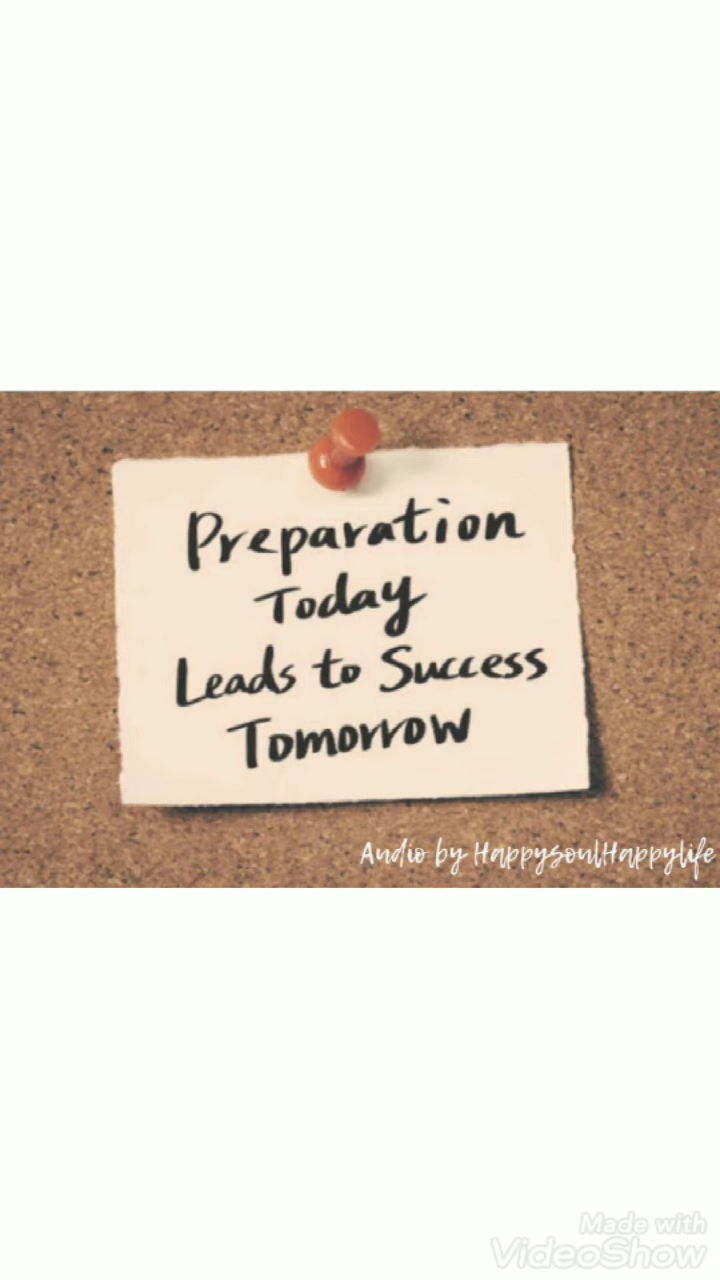 Preparation
Today
Leads to Success
Tomorrow
Audio by HappysoulHappylife
Made with
VideoShow